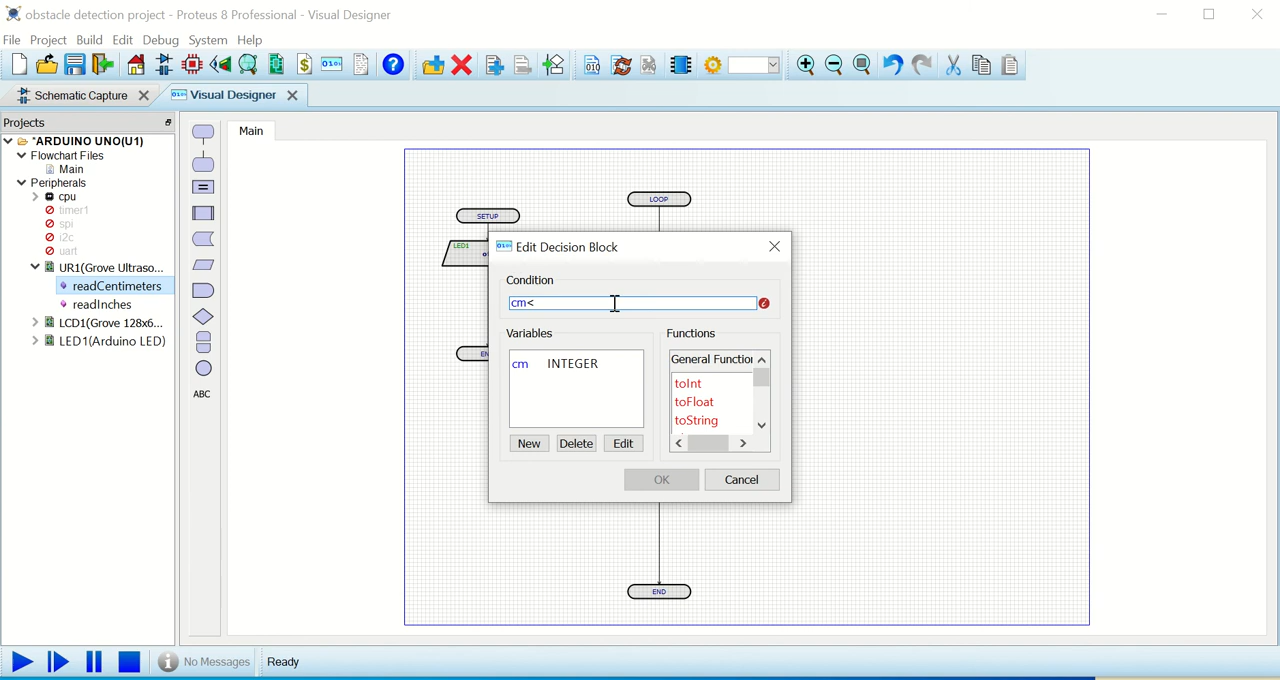 obstacle detection project - Proteus 8 Professional - Visual Designer
File Project Build Edit Debug System Help
Schematic Capture Visual Designer
Projects
*ARDUINO UNO(U1)
Flowchart Files
Main
Peripherals
cpu
timer1
spi
i2c
uart
UR1(Grove Ultraso...
readCentimeters
readInches
LCD1(Grove 128x6...
LED1(Arduino LED)
ABC
Main
LOOP
SETUP
LED1
EN
END
Edit Decision Block
Condition
cm<
Variables
cm INTEGER
New Delete Edit
Functions
General Function
toInt
toFloat
toString
OK Cancel
No Messages Ready